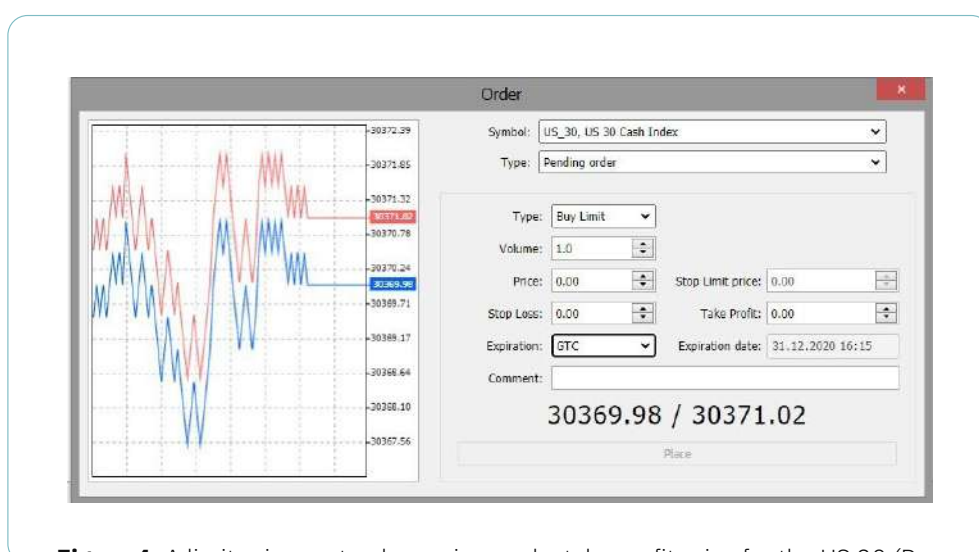 Order
30372.39
30371.85
30371.32
30371.02
30370.78
30370.24
30369.98
30369.71
30369.17
30368.64
30368.10
30367.56
Symbol: US_30, US 30 Cash Index
Type: Pending order
Type: Buy Limit
Volume: 1.0
Price: 0.00 Stop Limit price: 0.00
Stop Loss: 0.00 Take Profit: 0.00
Expiration: GTC Expiration date: 31.12.2020 16:15
Comment:
30369.98 / 30371.02
Place